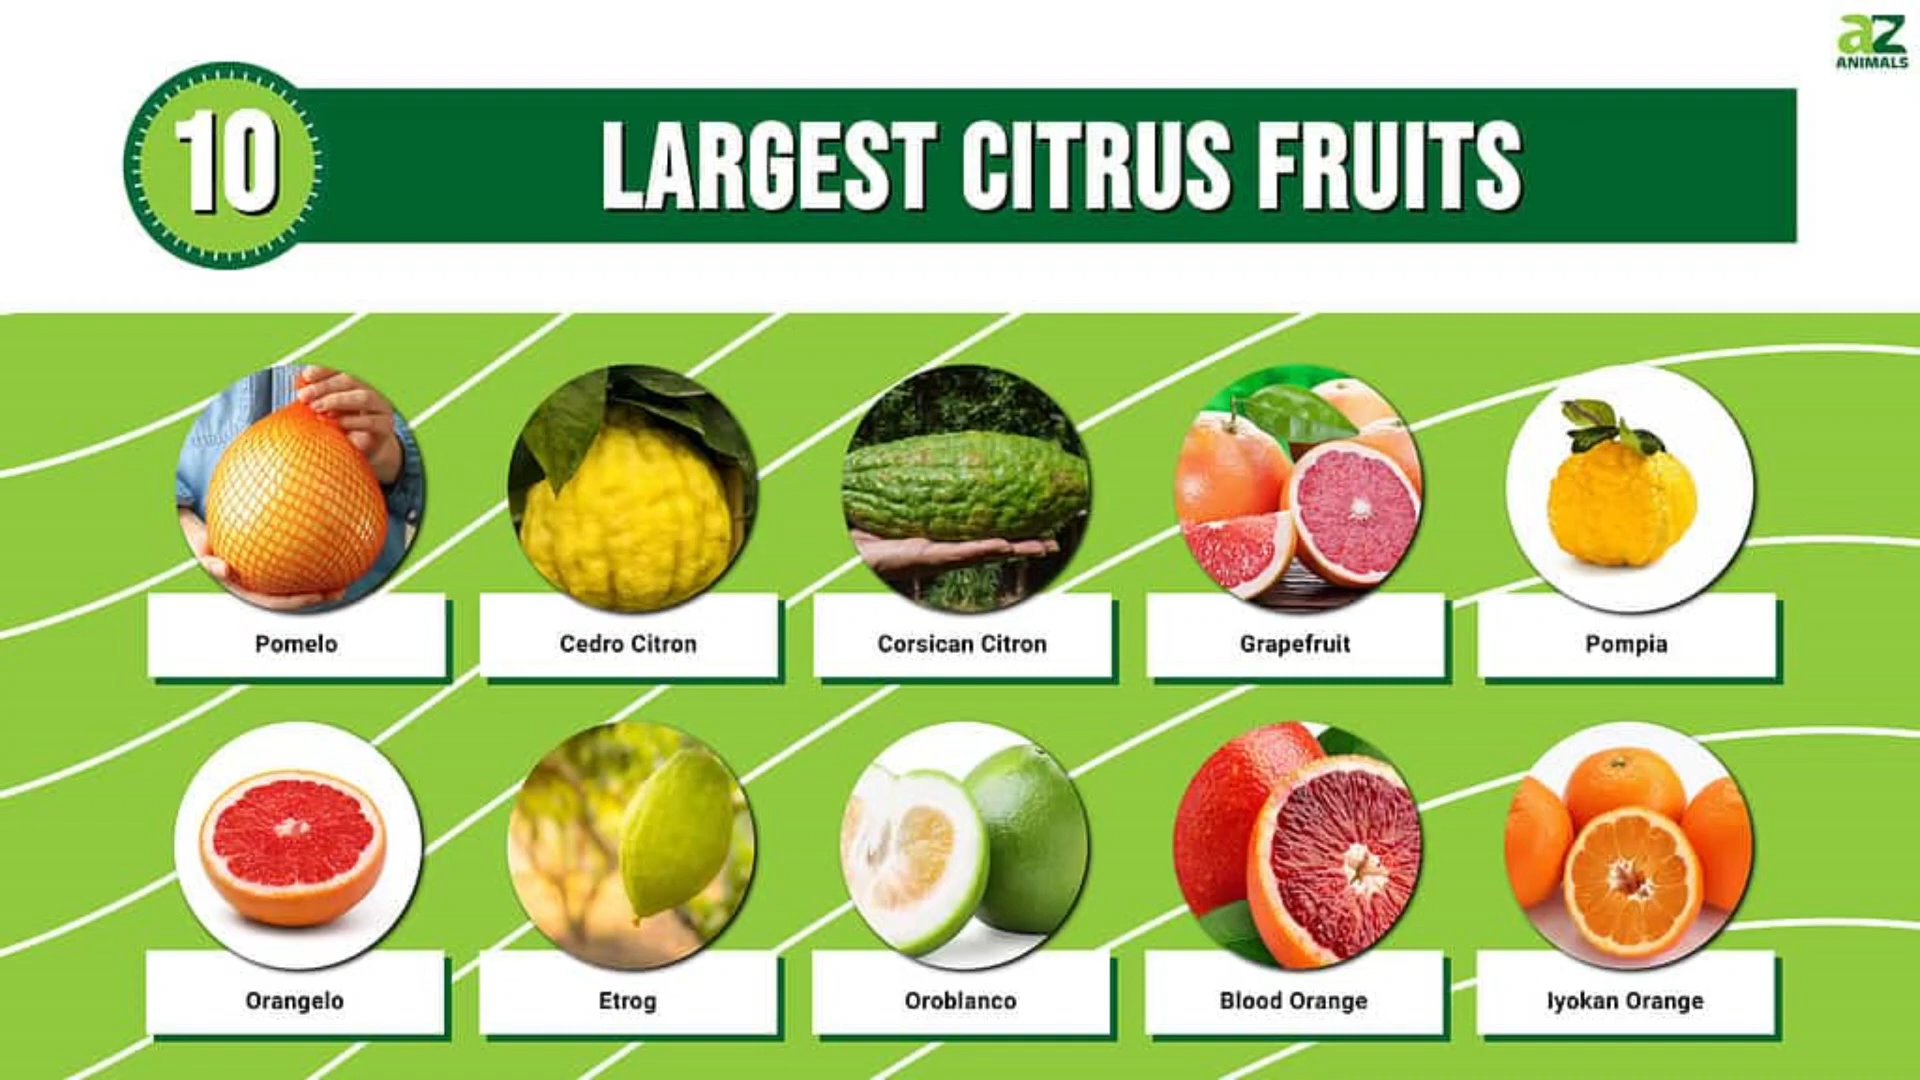 az
ANIMALS
10
LARGEST CITRUS FRUITS
Pomelo
Cedro Citron
Corsican Citron
Grapefruit
Pompia
Orangelo
Etrog
Oroblanco
Blood Orange
Iyokan Orange